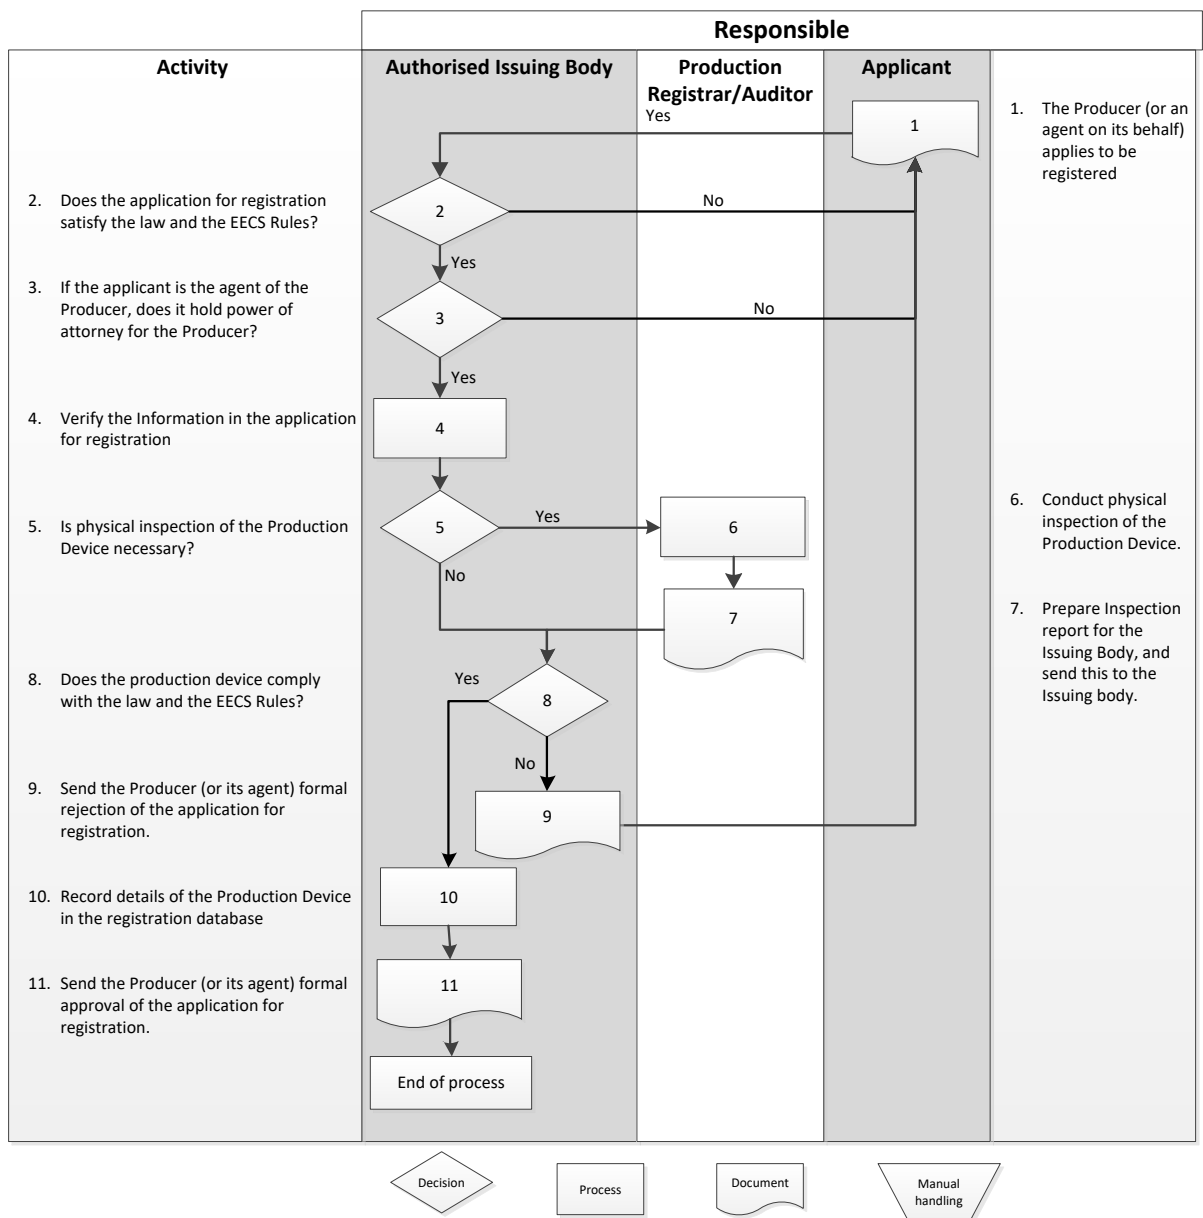 Responsible
Activity
Authorised Issuing Body
Production
Registrar/Auditor
Applicant
1. The Producer (or an
agent on its behalf)
applies to be
registered
Yes
1
2. Does the application for registration
satisfy the law and the EECS Rules?
2
No
Yes
3. If the applicant is the agent of the
Producer, does it hold power of
attorney for the Producer?
3
No
Yes
4. Verify the Information in the application
for registration
4
5. Is physical inspection of the Production
Device necessary?
5
Yes
6
6. Conduct physical
inspection of the
Production Device.
No
7
7. Prepare Inspection
report for the
Issuing Body, and
send this to the
Issuing body.
8. Does the production device comply
with the law and the EECS Rules?
Yes
8
No
9. Send the Producer (or its agent) formal
rejection of the application for
registration.
9
10. Record details of the Production Device
in the registration database
10
11. Send the Producer (or its agent) formal
approval of the application for
registration.
11
End of process
Decision
Process
Document
Manual
handling